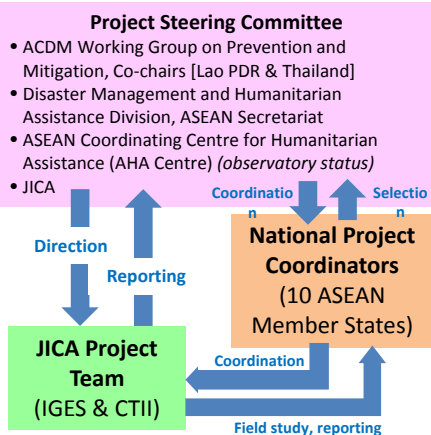 Project Steering Committee
• ACDM Working Group on Prevention and
Mitigation, Co-chairs [Lao PDR & Thailand]
• Disaster Management and Humanitarian
Assistance Division, ASEAN Secretariat
• ASEAN Coordinating Centre for Humanitarian
Assistance (AHA Centre) (observatory status)
• JICA
Coordinatio
n
Selection
Direction
Reporting
National Project
Coordinators
(10 ASEAN
Member States)
JICA Project
Team
(IGES & CTII)
Coordination
Field study, reporting